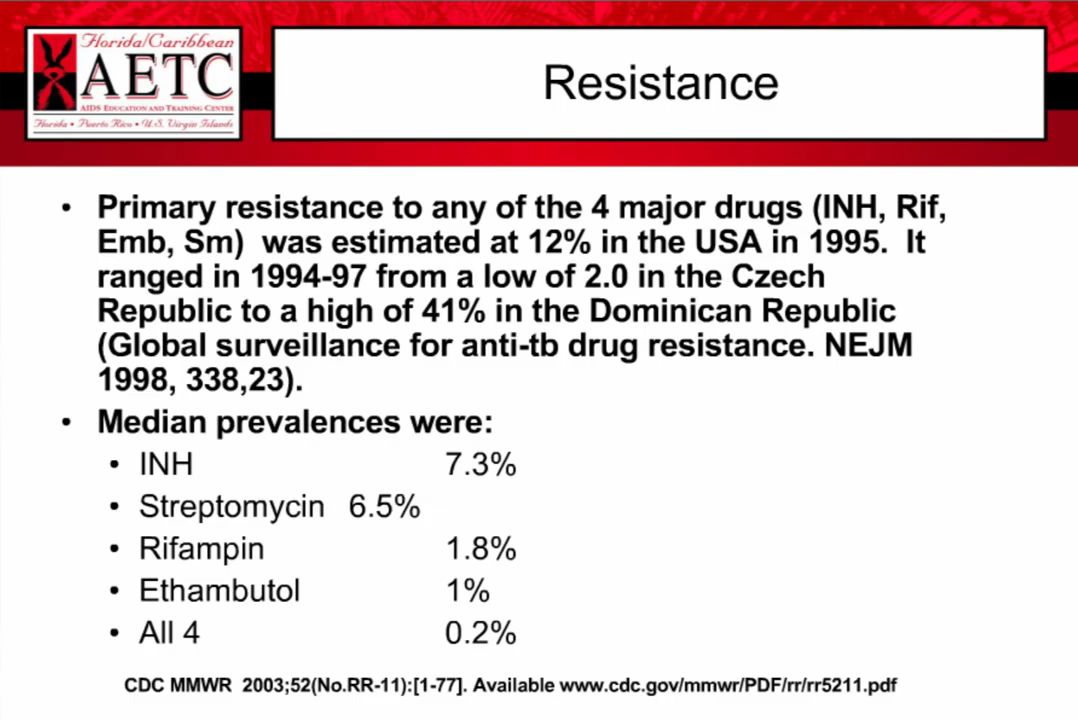 Florida/Caribbean
AETC
AIDS EDUCATION AND TRAINING CENTER
Florida • Puerto Rico • U.S. Virgin Islands
Resistance
• Primary resistance to any of the 4 major drugs (INH, Rif,
Emb, Sm) was estimated at 12% in the USA in 1995. It
ranged in 1994-97 from a low of 2.0 in the Czech
Republic to a high of 41% in the Dominican Republic
(Global surveillance for anti-tb drug resistance. NEJM
1998, 338,23).
• Median prevalences were:
• INH 7.3%
• Streptomycin 6.5%
• Rifampin 1.8%
• Ethambutol 1%
• All 4 0.2%
CDC MMWR 2003;52(No.RR-11):[1-77]. Available www.cdc.gov/mmwr/PDF/rr/rr5211.pdf